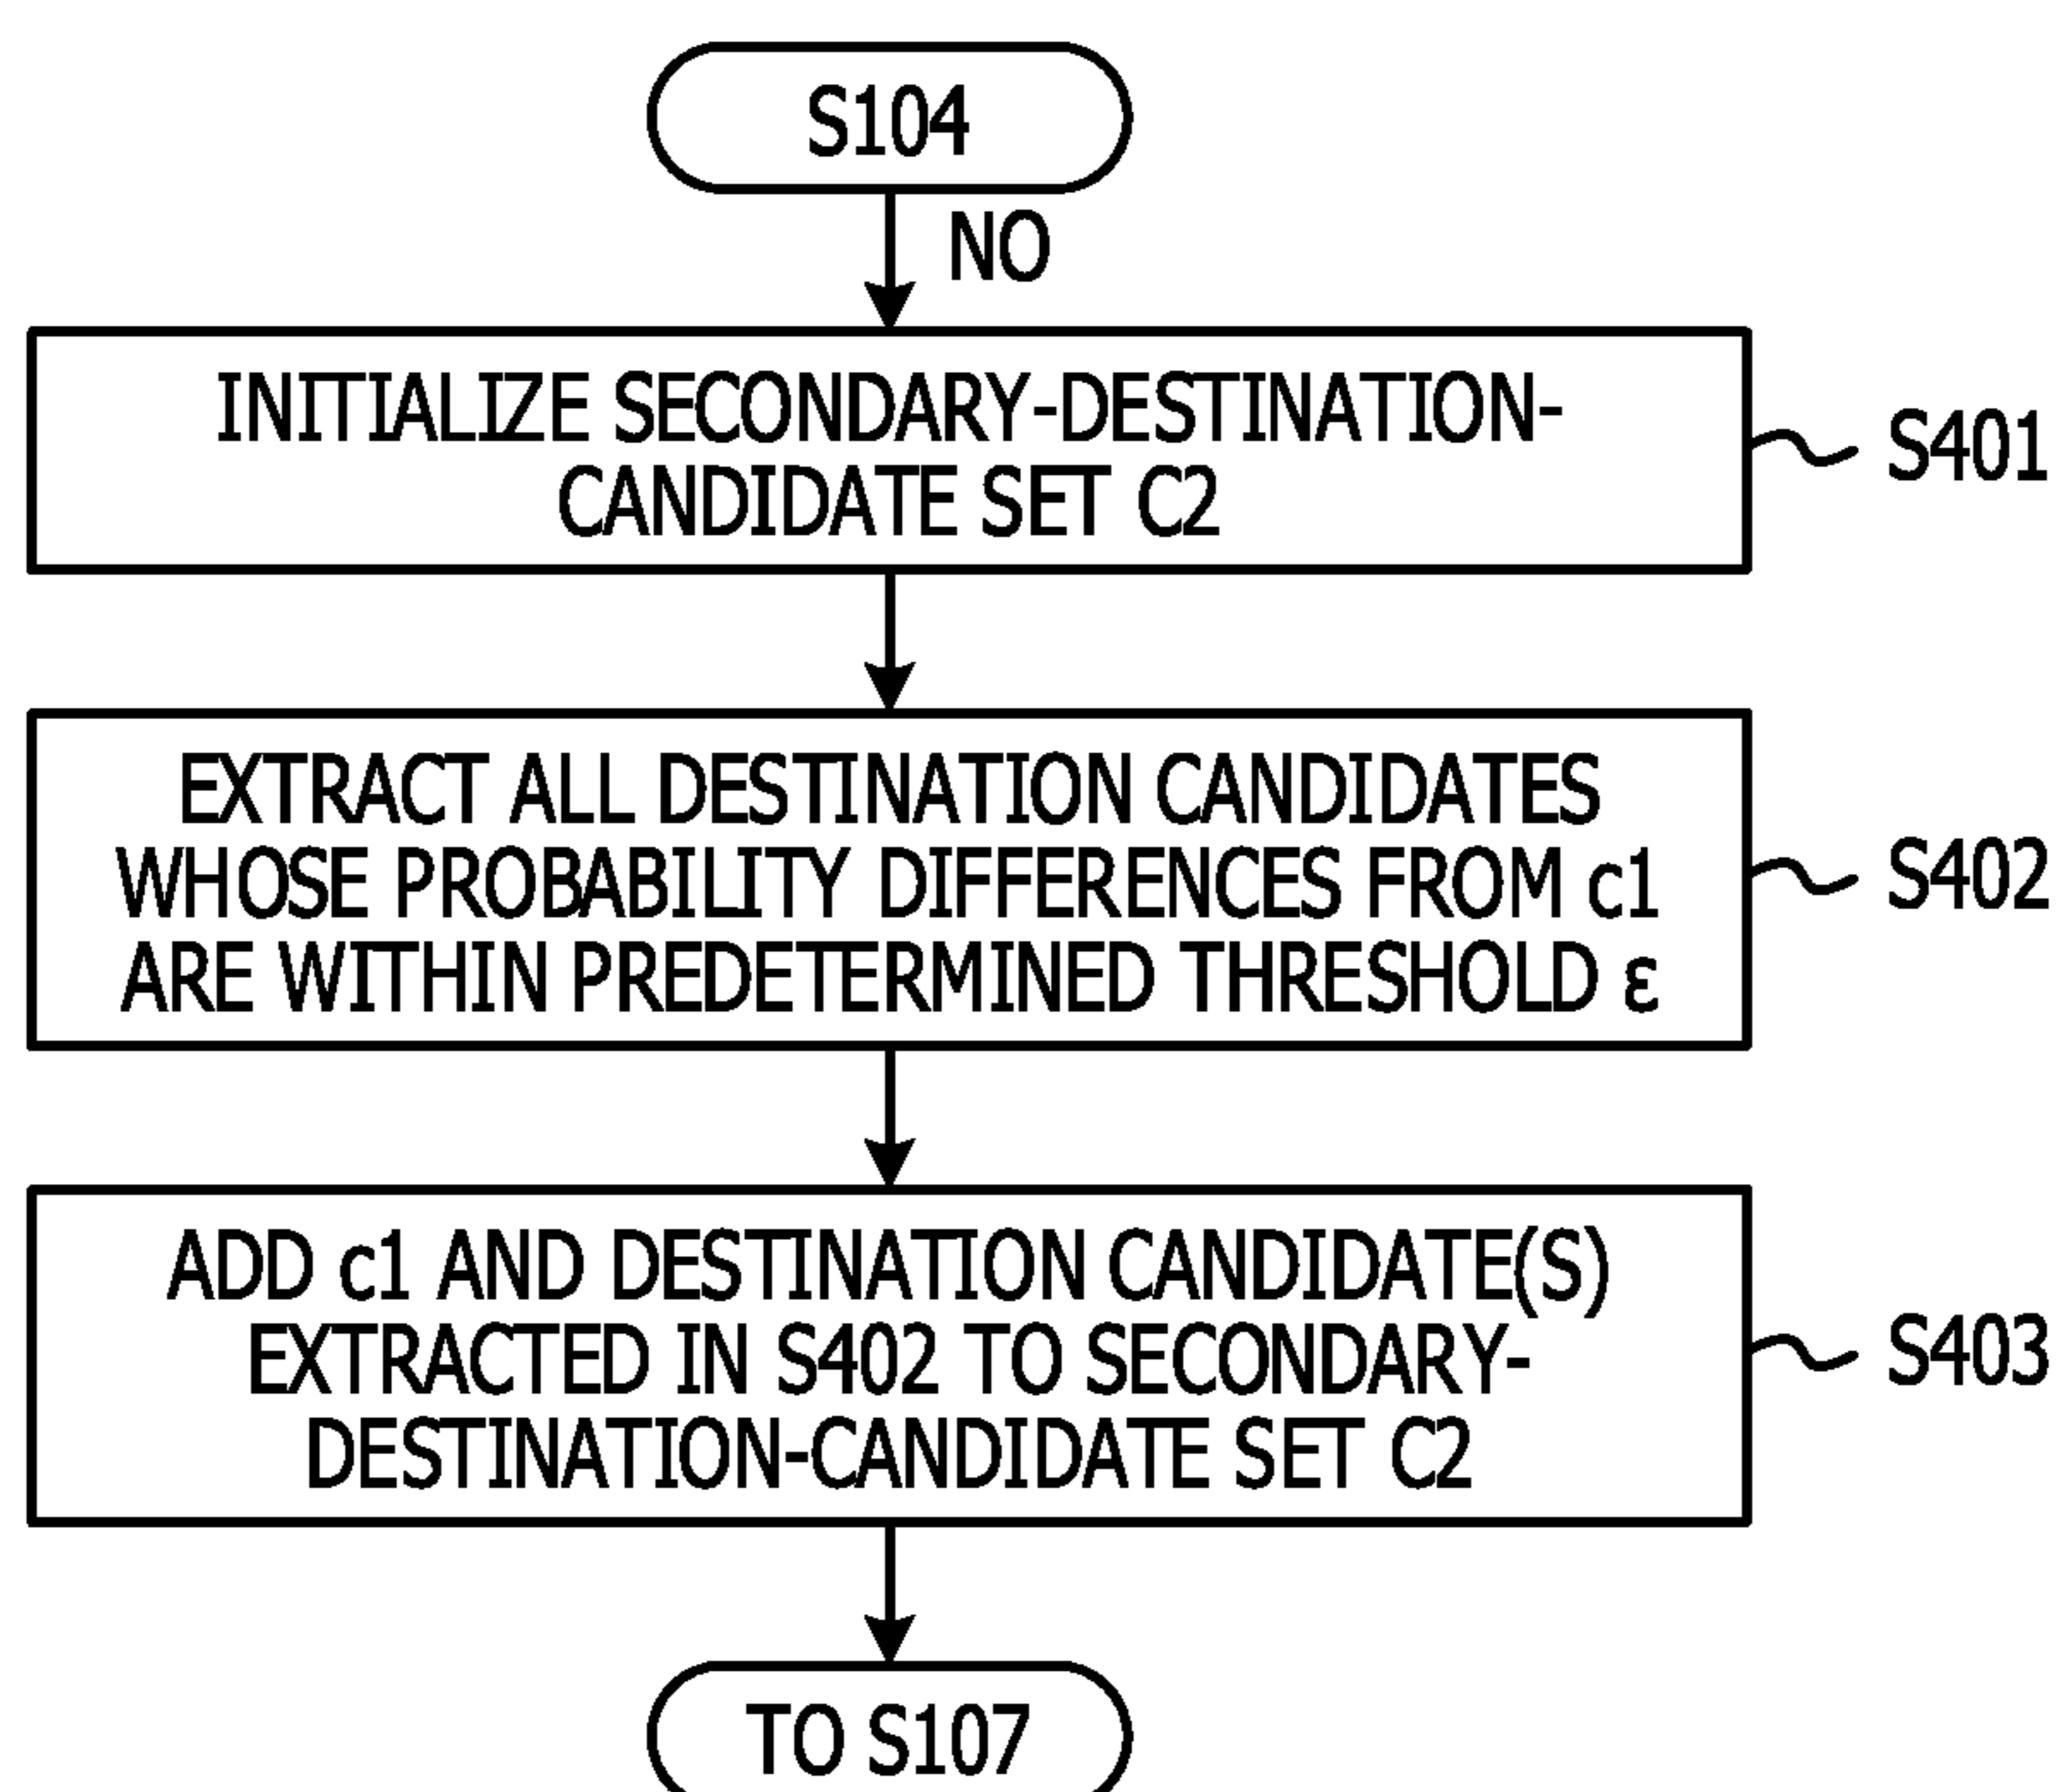 S104
NO
INITIALIZE SECONDARY-DESTINATION-
CANDIDATE SET C2
S401
EXTRACT ALL DESTINATION CANDIDATES
WHOSE PROBABILITY DIFFERENCES FROM c1
ARE WITHIN PREDETERMINED THRESHOLD ε
S402
ADD c1 AND DESTINATION CANDIDATE(S)
EXTRACTED IN S402 TO SECONDARY-
DESTINATION-CANDIDATE SET C2
S403
TO S107